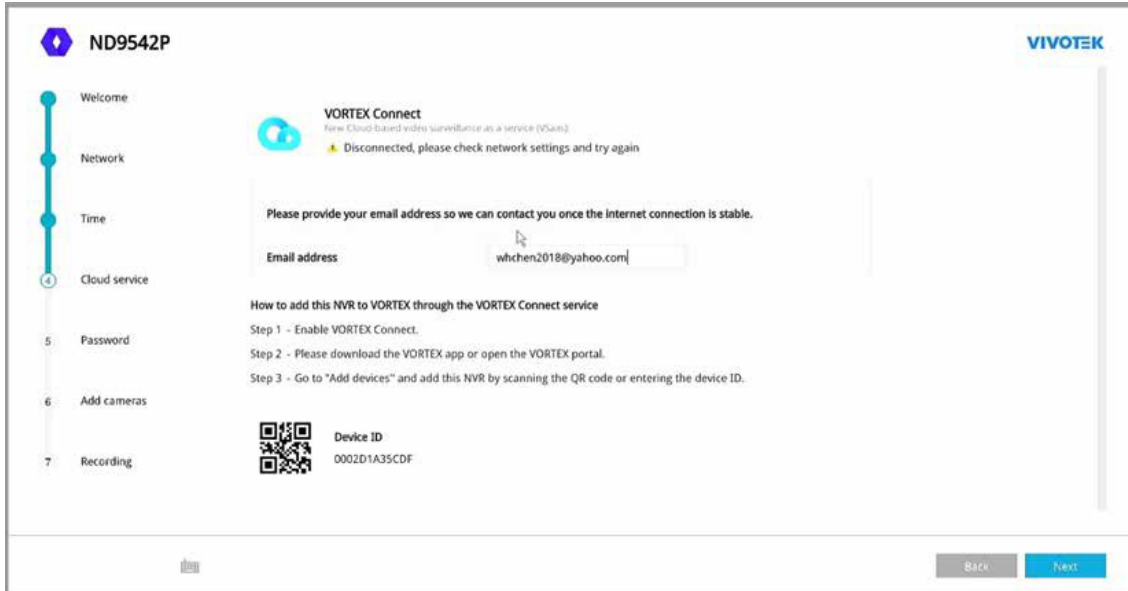 ND9542P
VIVOTEK
Welcome
Network
Time
4 Cloud service
5 Password
6 Add cameras
7 Recording
VORTEX Connect
New Cloud-based video surveillance as a service (VSaas)
Disconnected, please check network settings and try again
Please provide your email address so we can contact you once the internet connection is stable.
Email address whchen2018@yahoo.com
How to add this NVR to VORTEX through the VORTEX Connect service
Step 1 - Enable VORTEX Connect.
Step 2 - Please download the VORTEX app or open the VORTEX portal.
Step 3 - Go to "Add devices" and add this NVR by scanning the QR code or entering the device ID.
Device ID
0002D1A35CDF
Back
Next